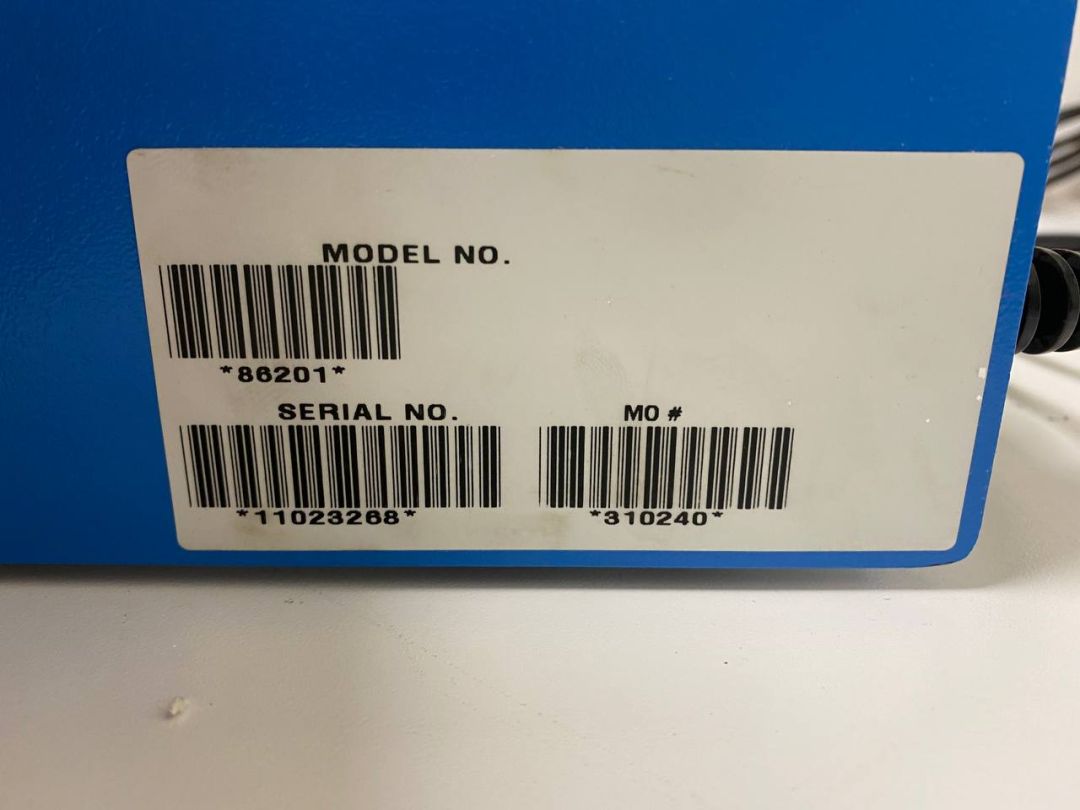 MODEL NO.
*86201*
SERIAL NO.
*11023268*
MO #
*310240*